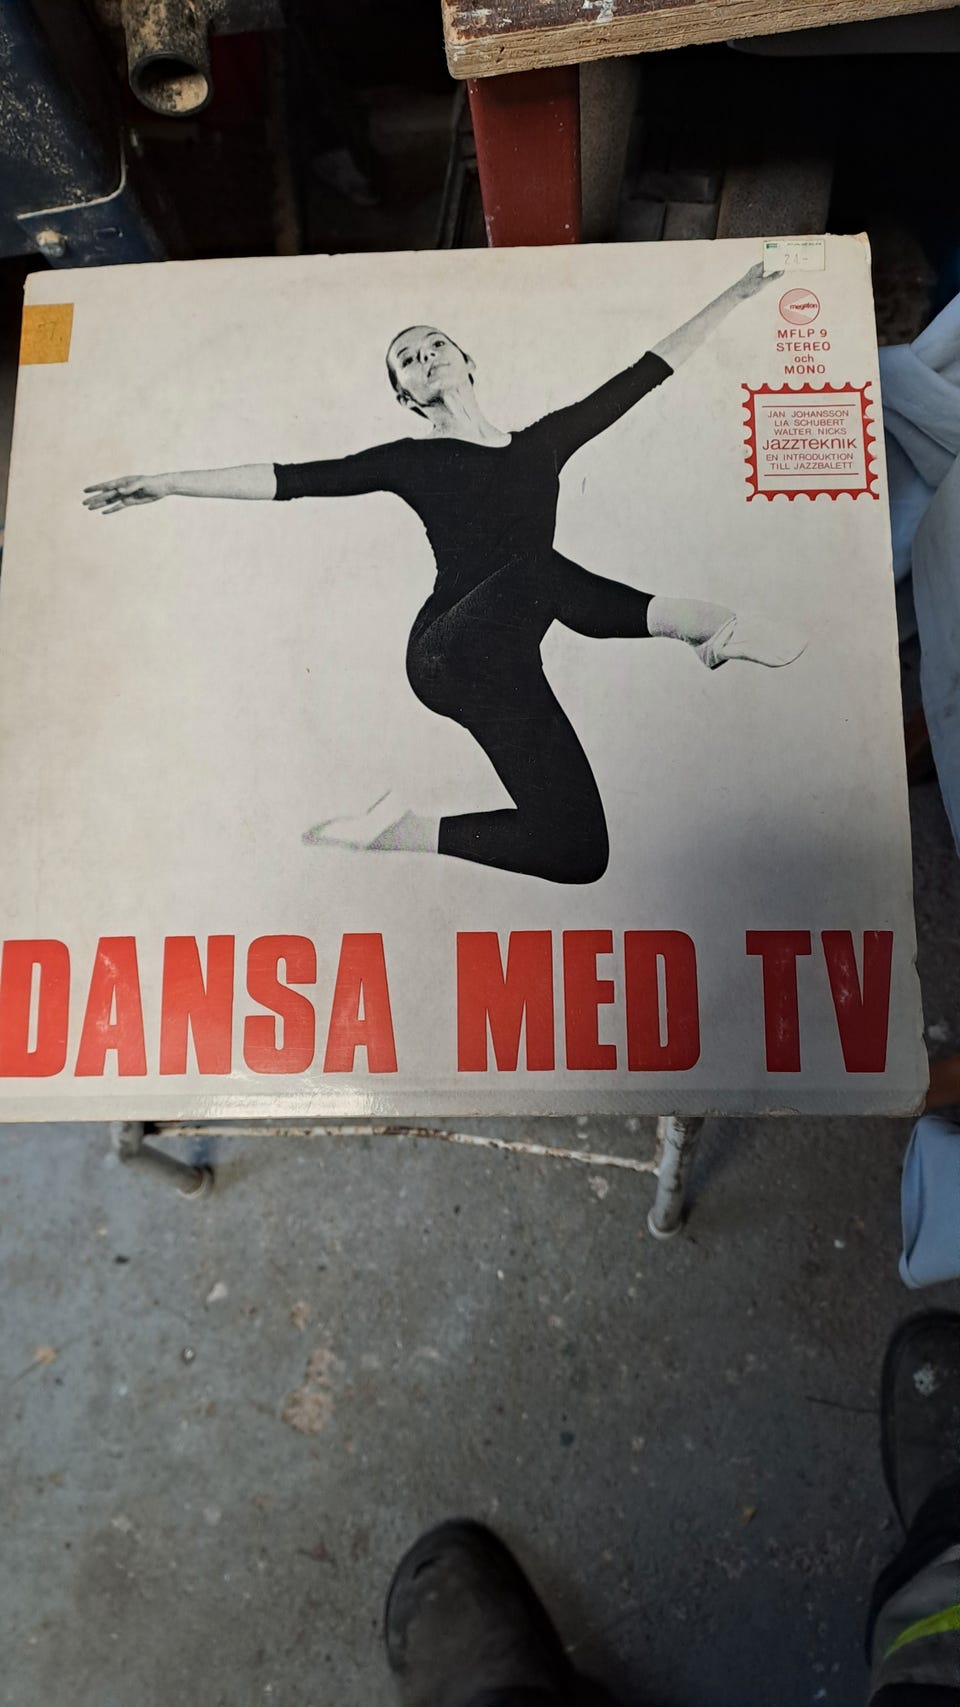 megafon
MFLP 9
STEREO
och
MONO
JAN JOHANSSON
LIA SCHUBERT
WALTER NICKS
JAZZTEKNIK
EN INTRODUKTION
TILL JAZZBALETT
DANSA MED TV